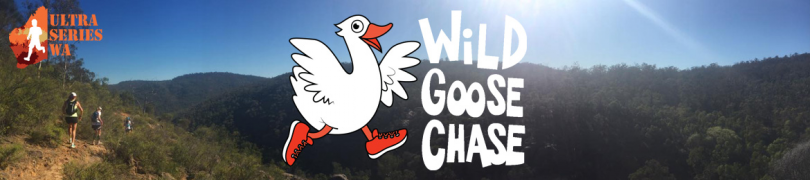 ULTRA
SERIES
WA
WiLD
GOOSE
CHASE